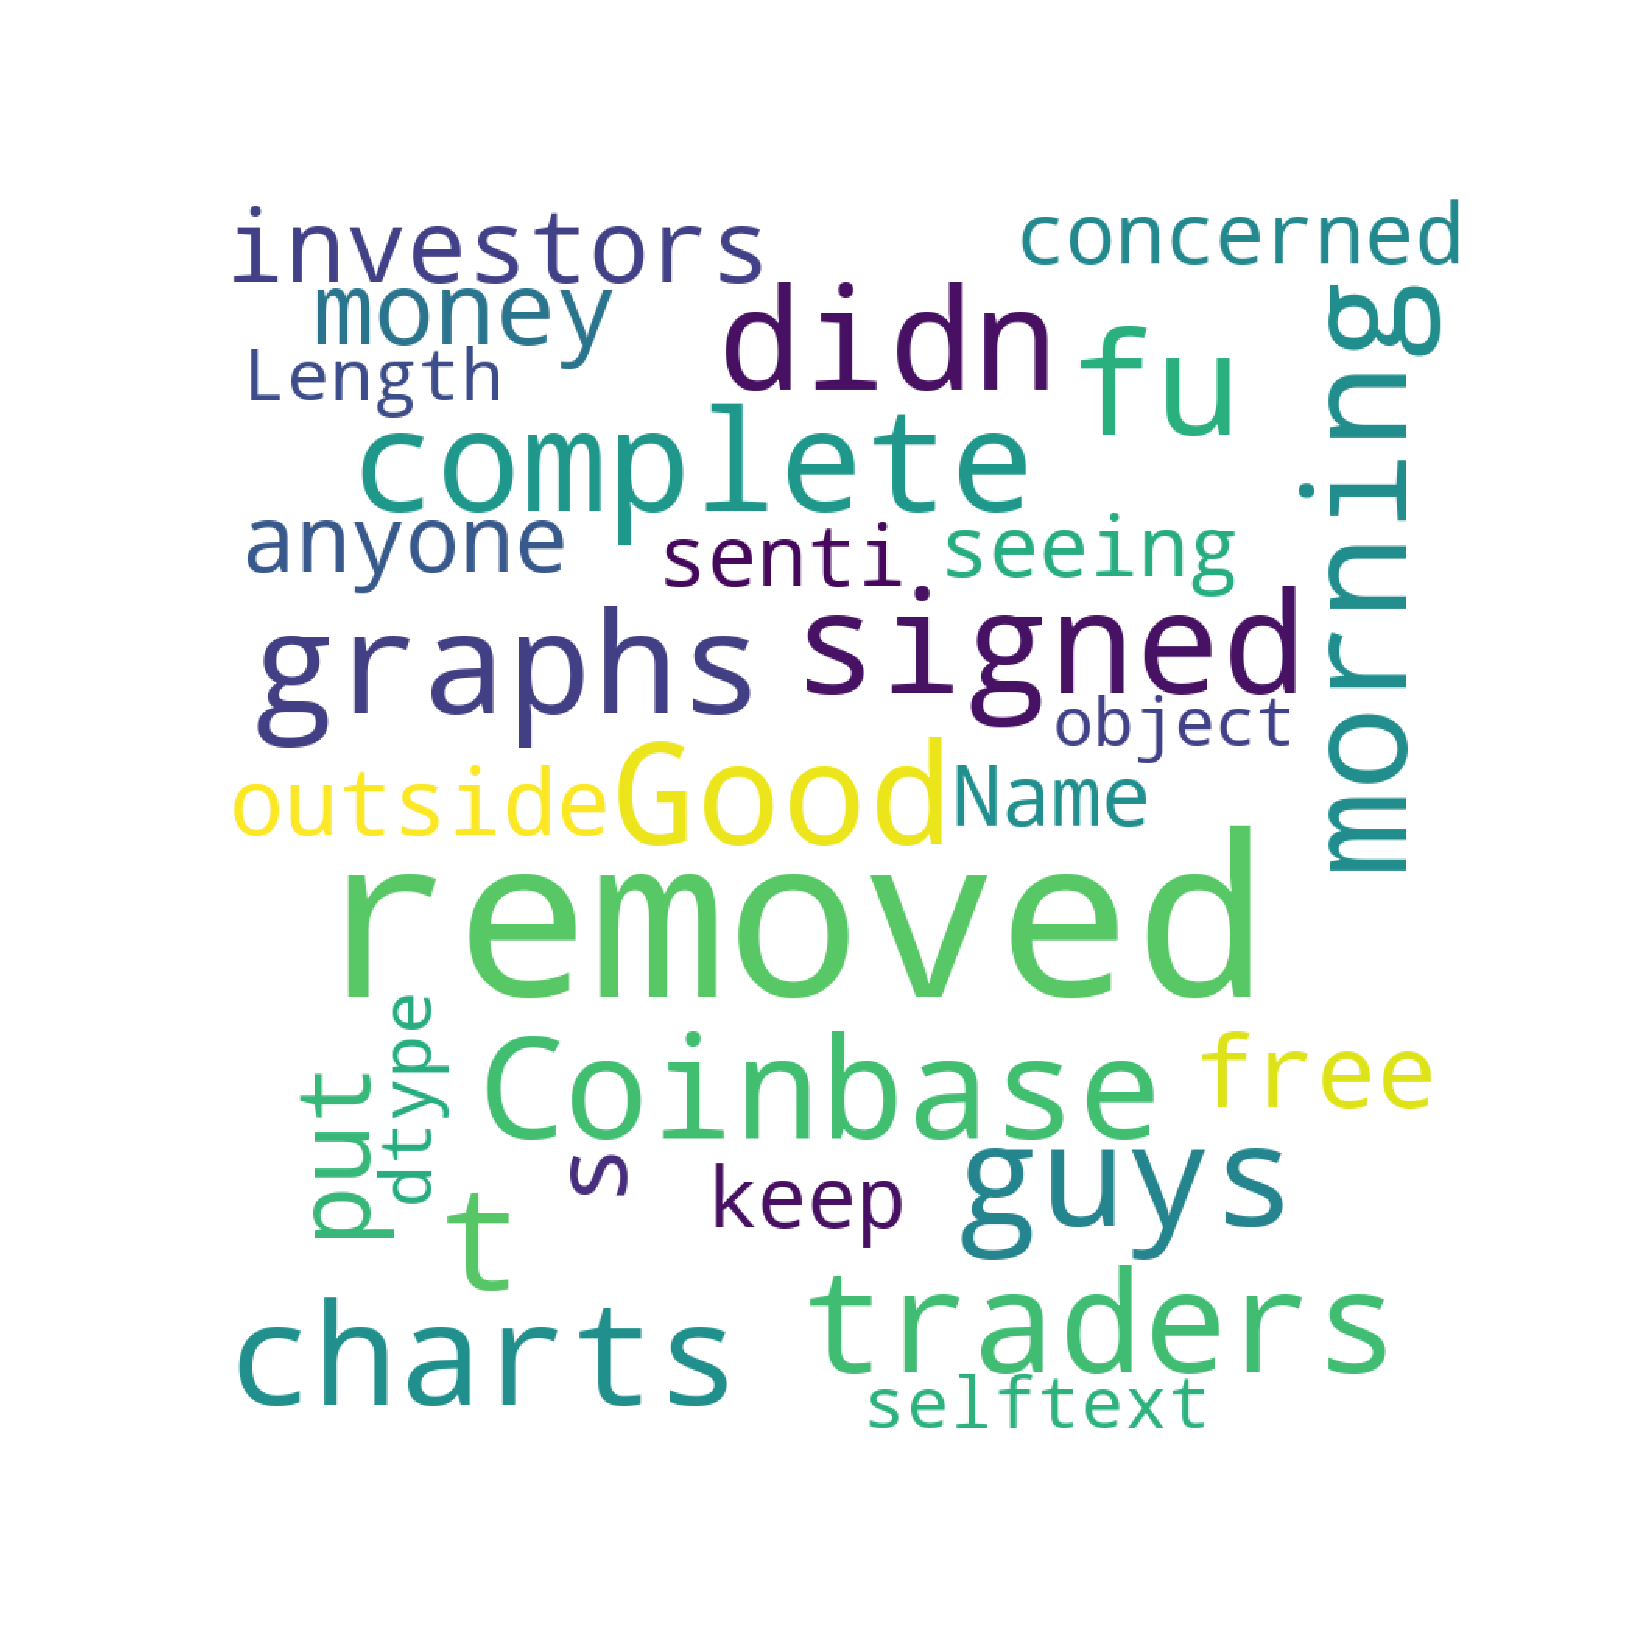 investors
concerned
money
didn
fu
morning
Length
complete
anyone
senti
seeing
graphs
signed
object
outside
Good
Name
removed
dtype
put
Coinbase
free
s
keep
guys
t
charts
traders
selftext